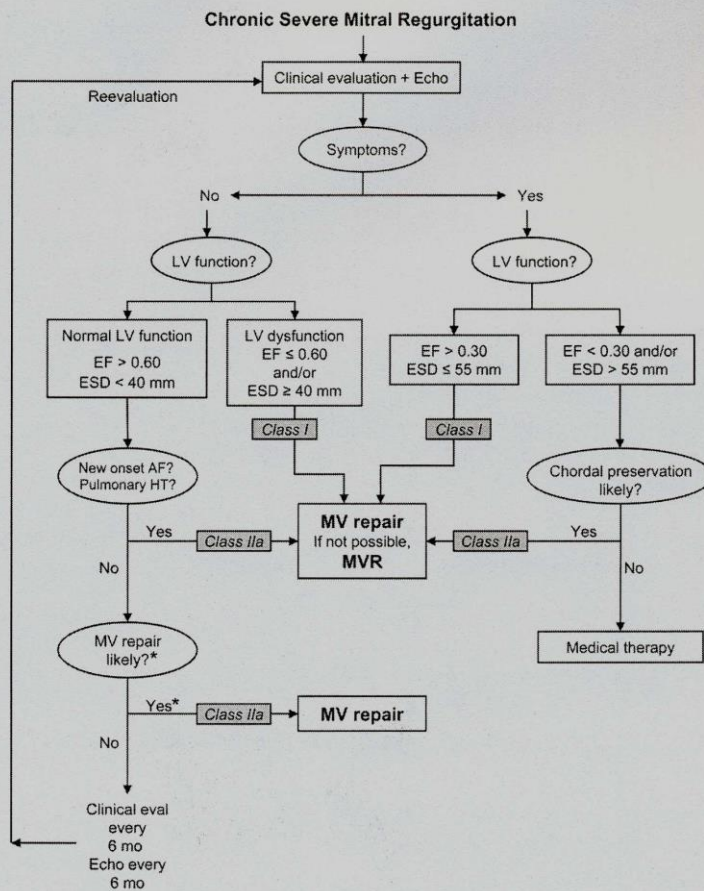 Chronic Severe Mitral Regurgitation
Clinical evaluation + Echo
Reevaluation
Symptoms?
No
Yes
LV function?
LV function?
Normal LV function
EF > 0.60
ESD < 40 mm
LV dysfunction
EF ≤ 0.60
and/or
ESD ≥ 40 mm
EF > 0.30
ESD ≤ 55 mm
EF < 0.30 and/or
ESD > 55 mm
Class I
Class I
New onset AF?
Pulmonary HT?
Chordal preservation
likely?
MV repair
If not possible,
MVR
Yes
Class IIa
Class IIa
Yes
No
No
MV repair
likely?*
Medical therapy
Yes*
Class IIa
MV repair
No
Clinical eval
every
6 mo
Echo every
6 mo